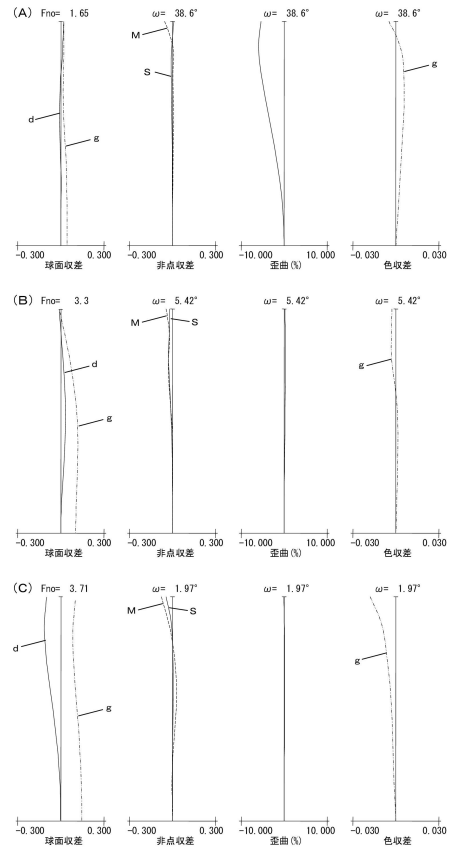 (A) Fno= 1.65 ω= 38.6° ω= 38.6° ω= 38.6°
M
g
S
d
g
-0.300 0.300 -0.300 0.300 -10.000 10.000 -0.030 0.030
球面収差 非点収差 歪曲(%) 色収差
(B) Fno= 3.3 ω= 5.42° ω= 5.42° ω= 5.42°
M S
d
g
g
-0.300 0.300 -0.300 0.300 -10.000 10.000 -0.030 0.030
球面収差 非点収差 歪曲(%) 色収差
(C) Fno= 3.71 ω= 1.97° ω= 1.97° ω= 1.97°
M S
d
g
g
-0.300 0.300 -0.300 0.300 -10.000 10.000 -0.030 0.030
球面収差 非点収差 歪曲(%) 色収差